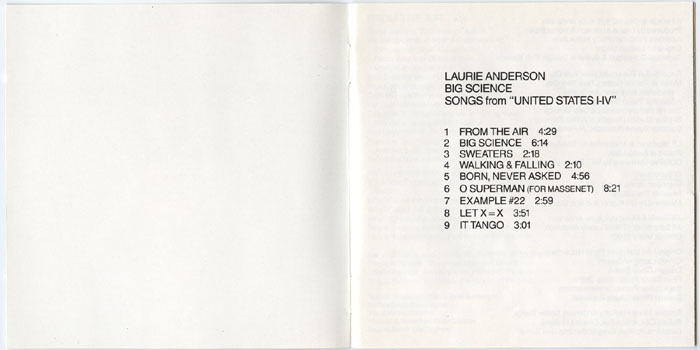 LAURIE ANDERSON
BIG SCIENCE
SONGS from "UNITED STATES I-IV"
1 FROM THE AIR 4:29
2 BIG SCIENCE 6:14
3 SWEATERS 2:18
4 WALKING & FALLING 2:10
5 BORN, NEVER ASKED 4:56
6 O SUPERMAN (FOR MASSENET) 8:21
7 EXAMPLE #22 2:59
8 LET X=X 3:51
9 IT TANGO 3:01